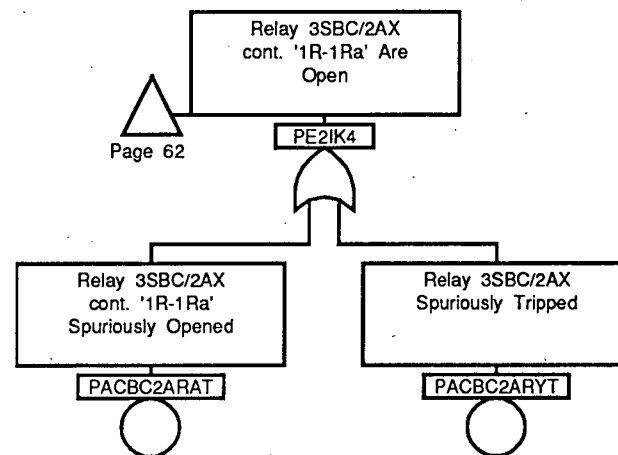 Relay 3SBC/2AX
cont. '1R-1Ra' Are
Open
Page 62
PE2IK4
Relay 3SBC/2AX
cont. '1R-1Ra'
Spuriously Opened
PACBC2ARAT
Relay 3SBC/2AX
Spuriously Tripped
PACBC2ARYT